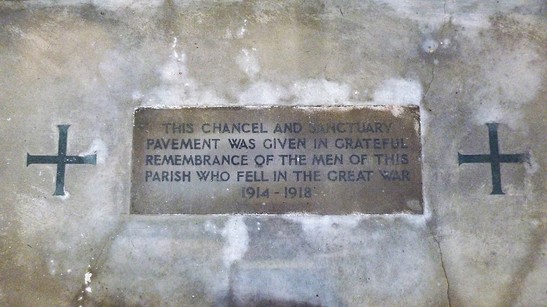 THIS CHANCEL AND SANCTUARY
PAVEMENT WAS GIVEN IN GRATEFUL
REMEMBRANCE OF THE MEN OF THIS
PARISH WHO FELL IN THE GREAT WAR
1914 - 1918